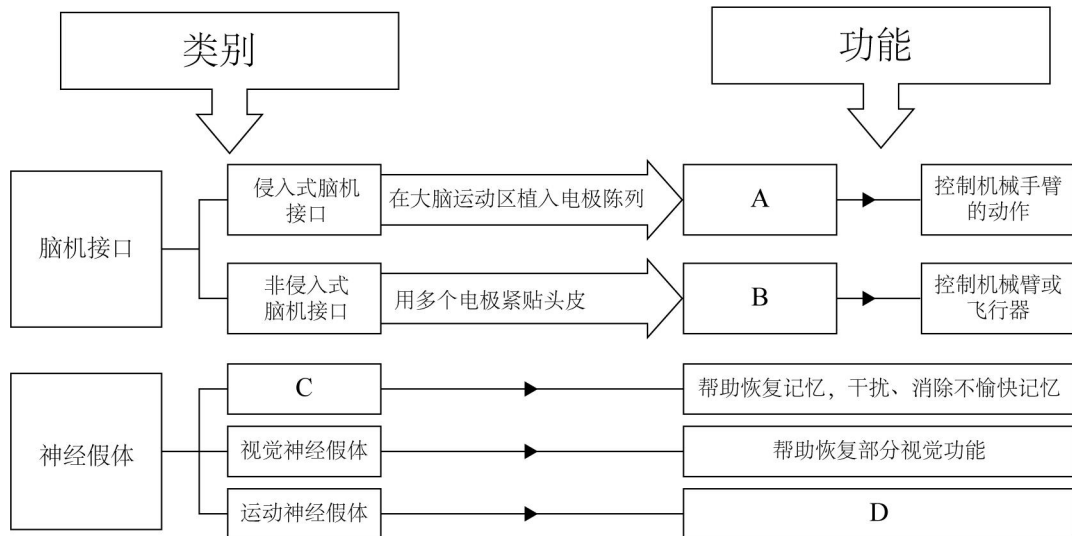 类别
功能
侵入式脑机
接口
在大脑运动区植入电极陈列
A
控制机械手臂
的动作
脑机接口
非侵入式
脑机接口
用多个电极紧贴头皮
B
控制机械臂或
飞行器
神经假体
C
帮助恢复记忆，干扰、消除不愉快记忆
视觉神经假体
帮助恢复部分视觉功能
运动神经假体
D